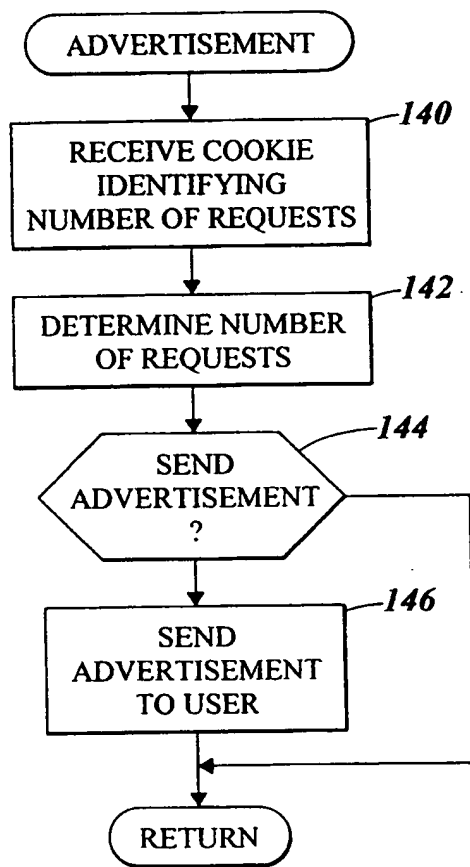 ADVERTISEMENT
140
RECEIVE COOKIE
IDENTIFYING
NUMBER OF REQUESTS
142
DETERMINE NUMBER
OF REQUESTS
144
SEND
ADVERTISEMENT
?
146
SEND
ADVERTISEMENT
TO USER
RETURN